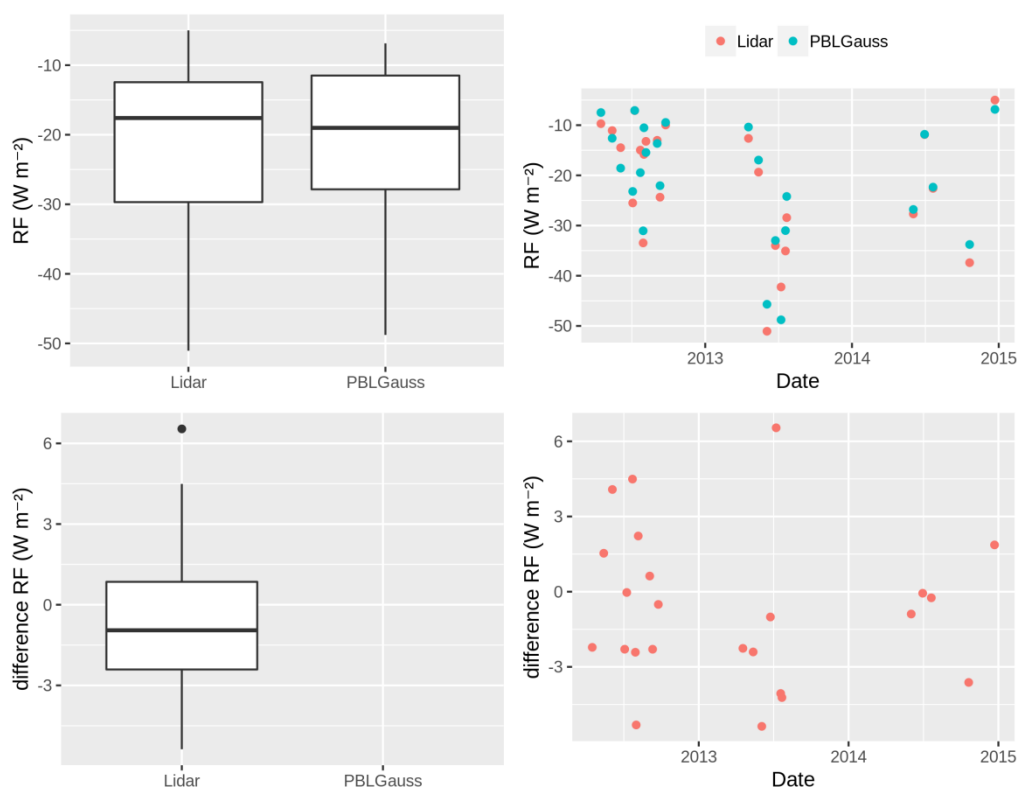 -10
-20
-30
-40
-50
RF (W m⁻²)
Lidar
PBLGauss
Lidar PBLGauss
-10
-20
-30
-40
-50
RF (W m⁻²)
2013
2014
2015
Date
6
3
0
-3
difference RF (W m⁻²)
Lidar
PBLGauss
6
3
0
-3
difference RF (W m⁻²)
2013
2014
2015
Date